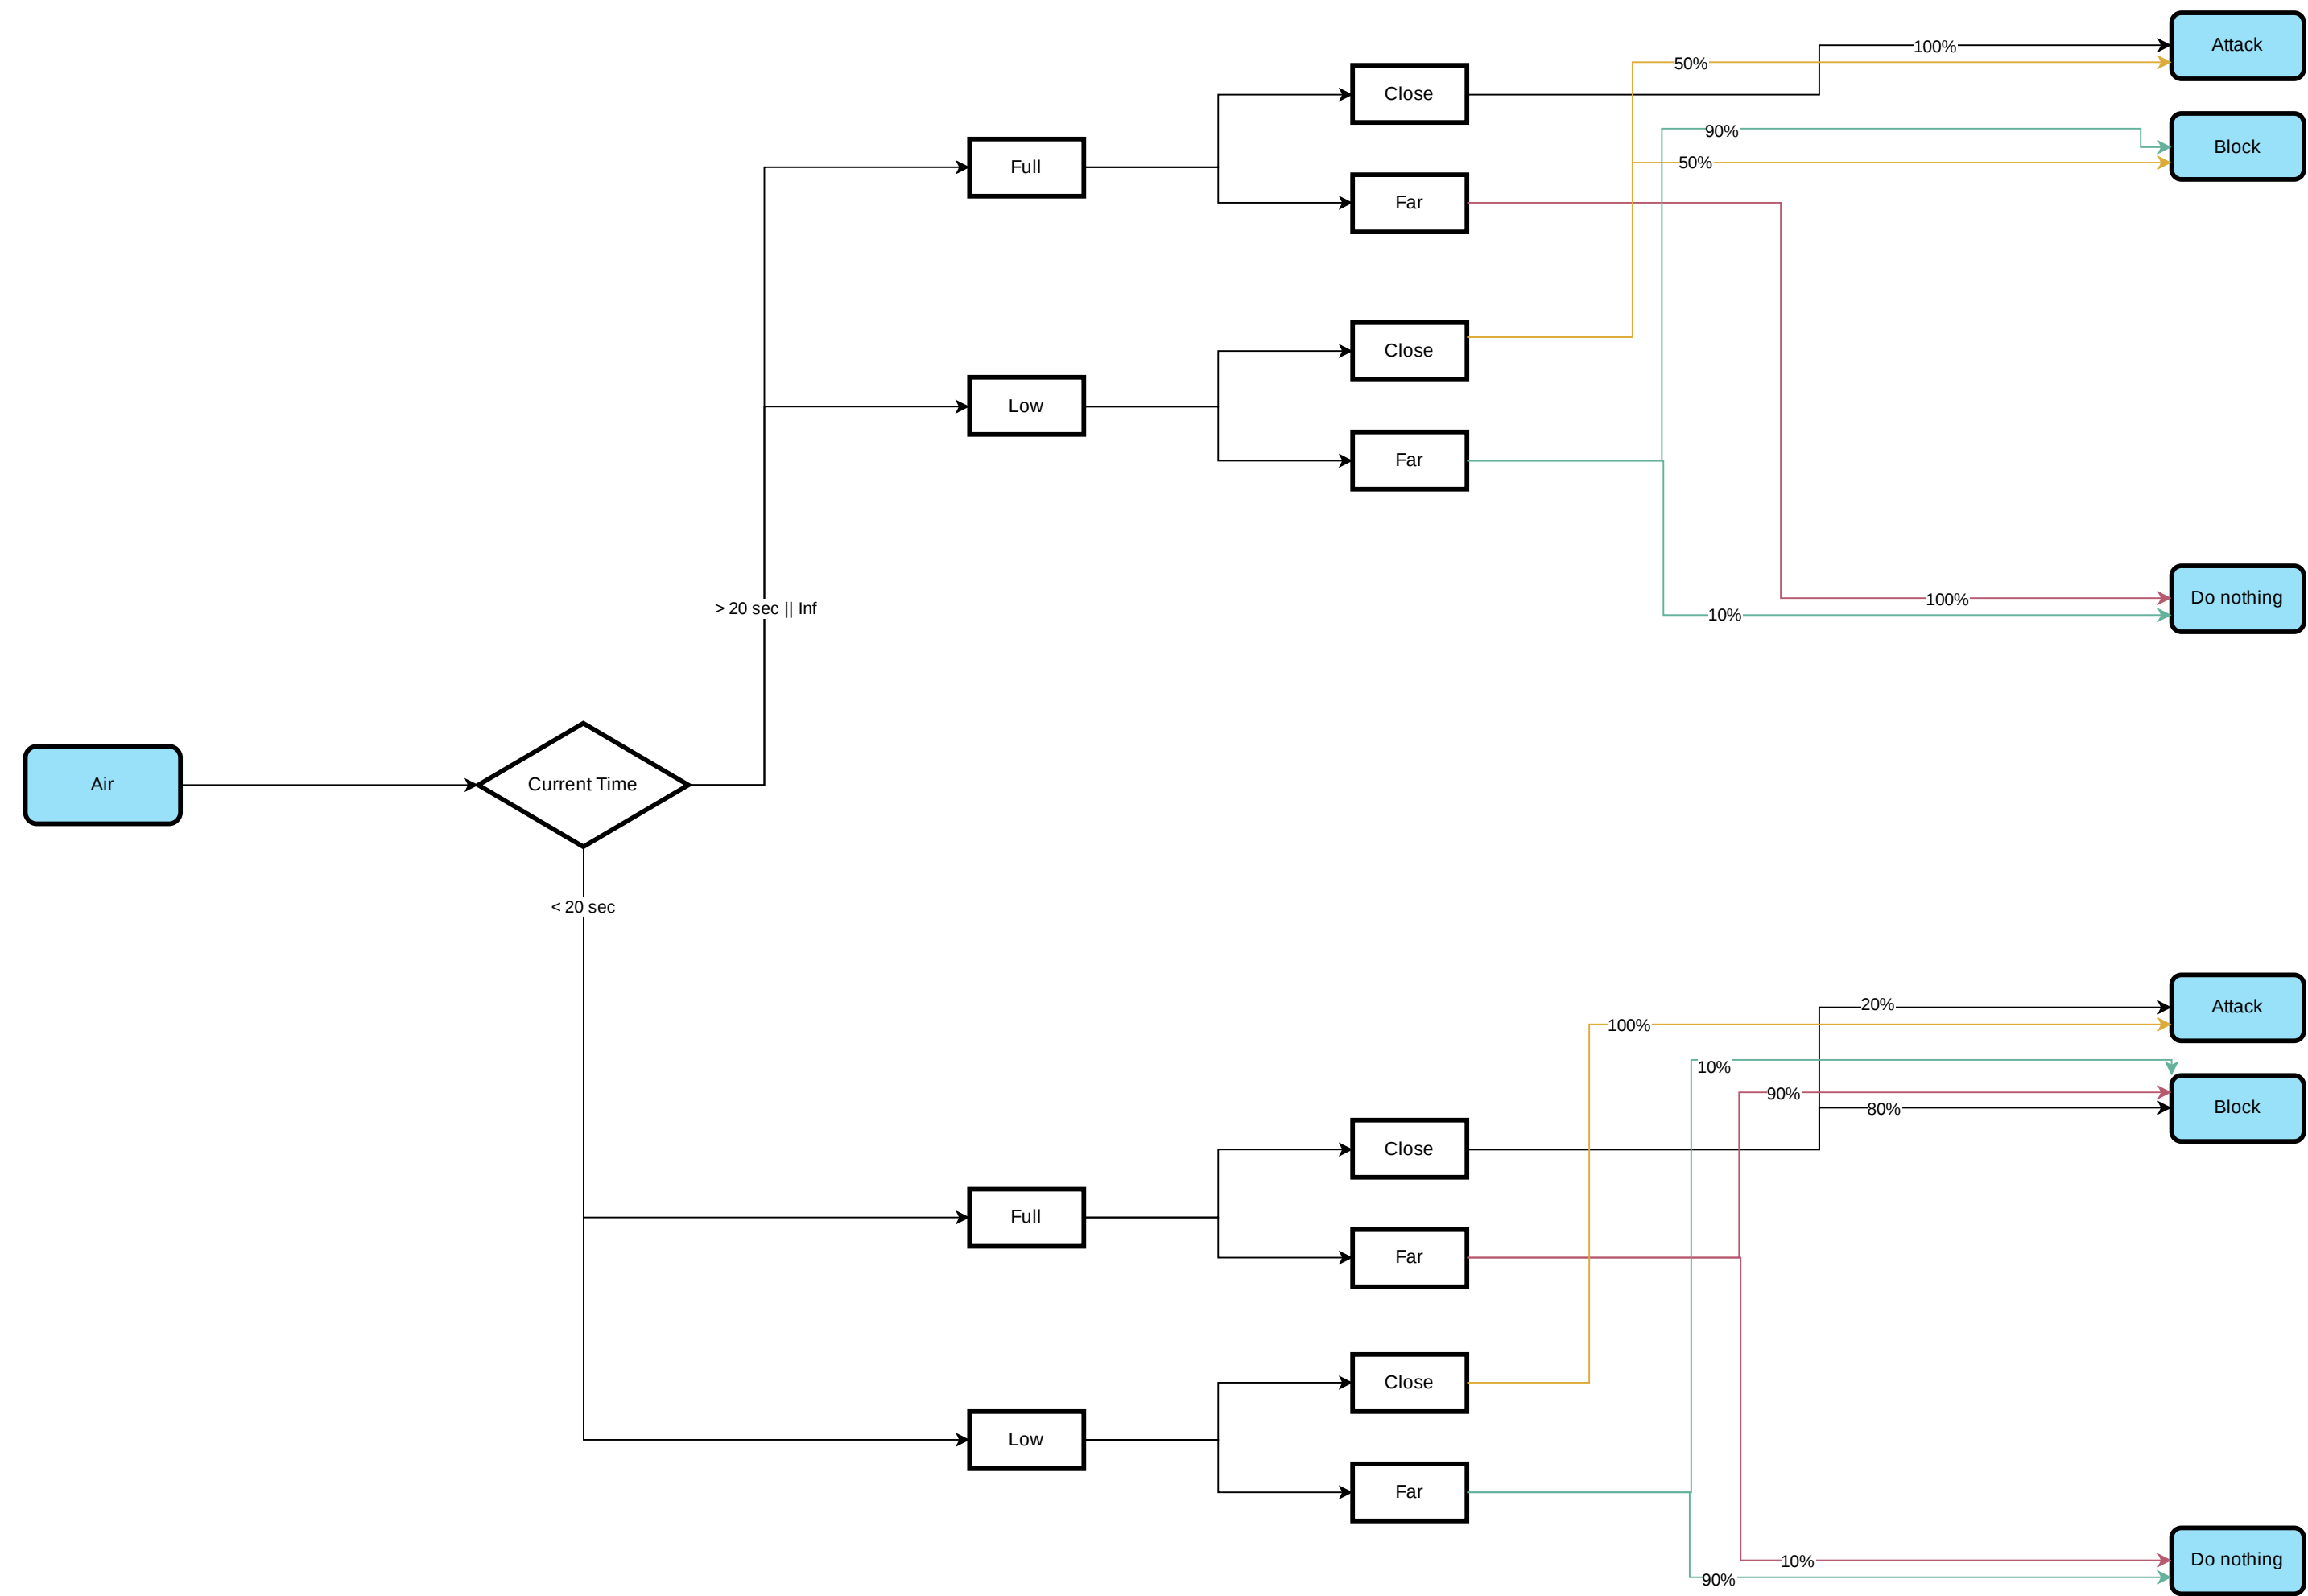 Attack
100%
50%
Close
90%
Block
50%
Full
Far
Close
Low
Far
Do nothing
100%
> 20 sec || Inf
10%
Air
Current Time
< 20 sec
20%
Attack
100%
10%
90%
Block
80%
Close
Full
Far
Close
Low
Far
10%
Do nothing
90%